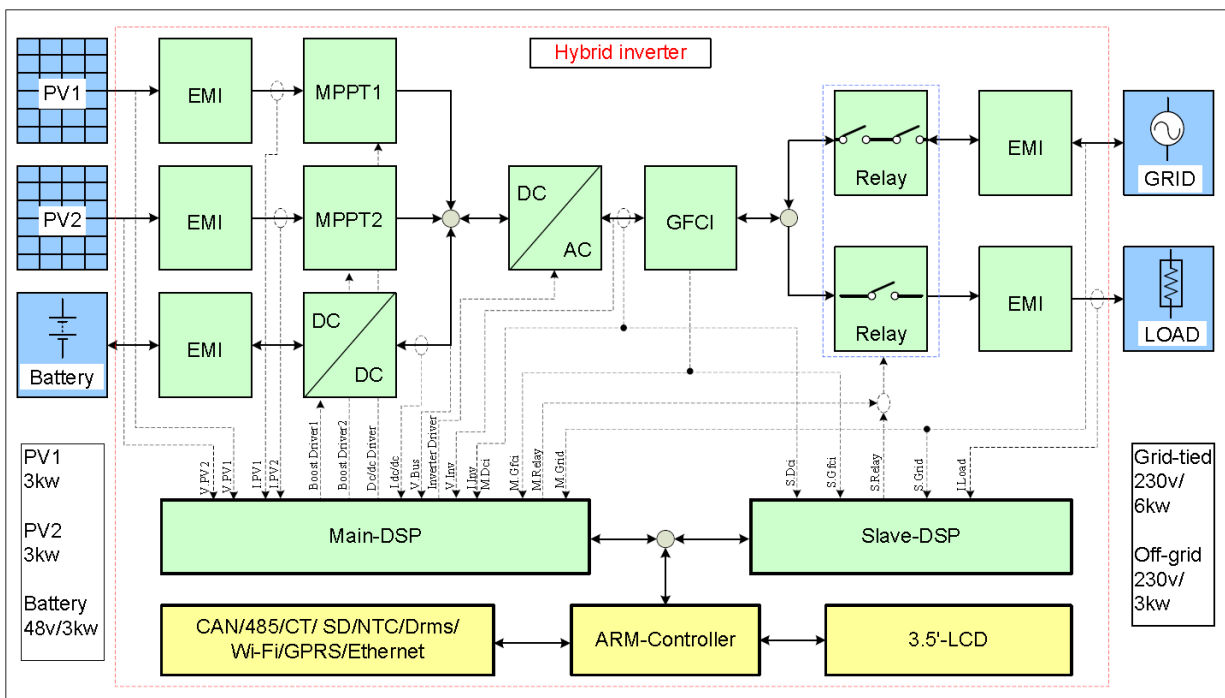 Hybrid inverter
PV1
EMI
MPPT1
Relay
EMI
GRID
PV2
EMI
MPPT2
DC
AC
GFCI
Relay
EMI
LOAD
Battery
EMI
DC
DC
PV1
3kw
PV2
3kw
Battery
48v/3kw
V.PV2
V.PV1
I.PV1
I.PV2
Boost Driver1
Boost Driver2
Dc/dc Driver
I.dc/dc
V.Bus
Inverter Driver
V.Inv
I.Inv
M.Dci
M.Gfci
M.Relay
M.Grid
S.Dci
S.Gfci
S.Relay
S.Grid
I.Load
Grid-tied
230v/
6kw
Off-grid
230v/
3kw
Main-DSP
Slave-DSP
CAN/485/CT/ SD/NTC/Drms/
Wi-Fi/GPRS/Ethernet
ARM-Controller
3.5'-LCD